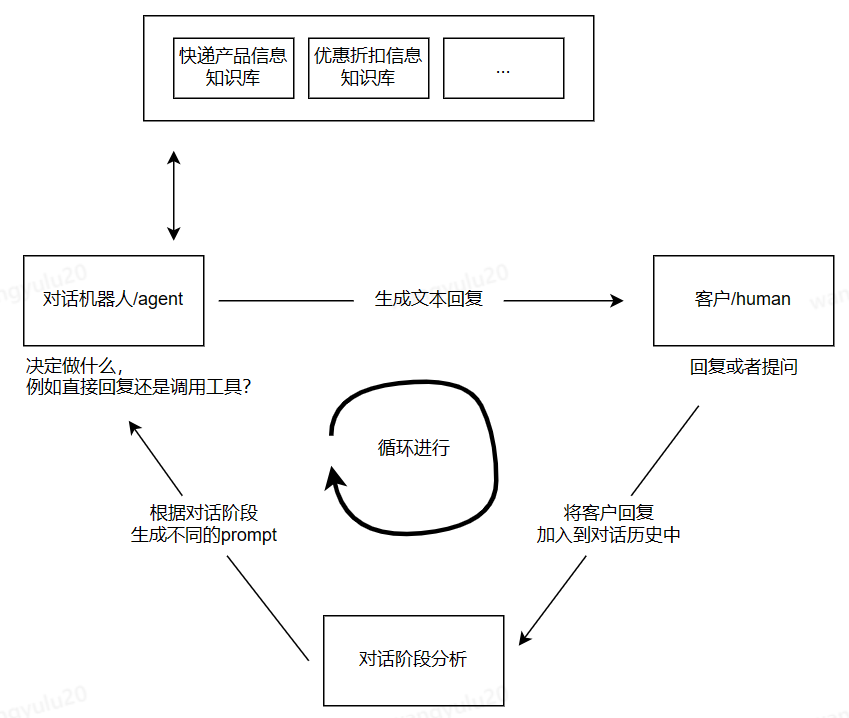 快递产品信息
知识库
优惠折扣信息
知识库
...
对话机器人/agent
生成文本回复
客户/human
决定做什么，
例如直接回复还是调用工具？
回复或者提问
循环进行
根据对话阶段
生成不同的prompt
将客户回复
加入到对话历史中
对话阶段分析
ngyulu20
ngyulu20
wan
ngyulu20
wangyulu20